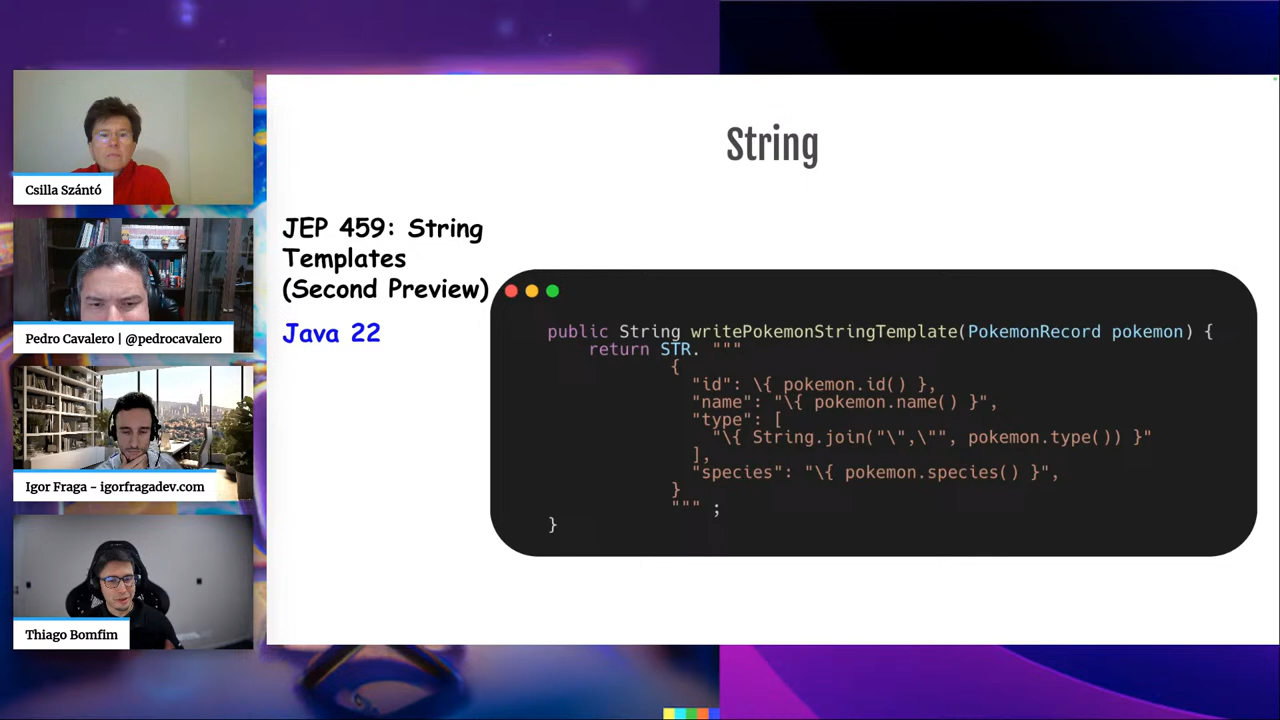 Csilla Szántó
Pedro Cavalero | @pedrocavalero
Igor Fraga - igorfragadev.com
Thiago Bomfim
String
JEP 459: String
Templates
(Second Preview)
Java 22
public String writePokemonStringTemplate(PokemonRecord pokemon) {
return STR. """
{
"id": \{ pokemon.id() },
"name": "\{ pokemon.name() }",
"type": [
"\{ String.join("\",\"", pokemon.type()) }"
],
"species": "\{ pokemon.species() }",
}
""" ;
}